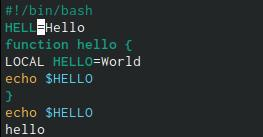 #!/bin/bash
HELL=Hello
function hello {
LOCAL HELLO=World
echo $HELLO
}
echo $HELLO
hello